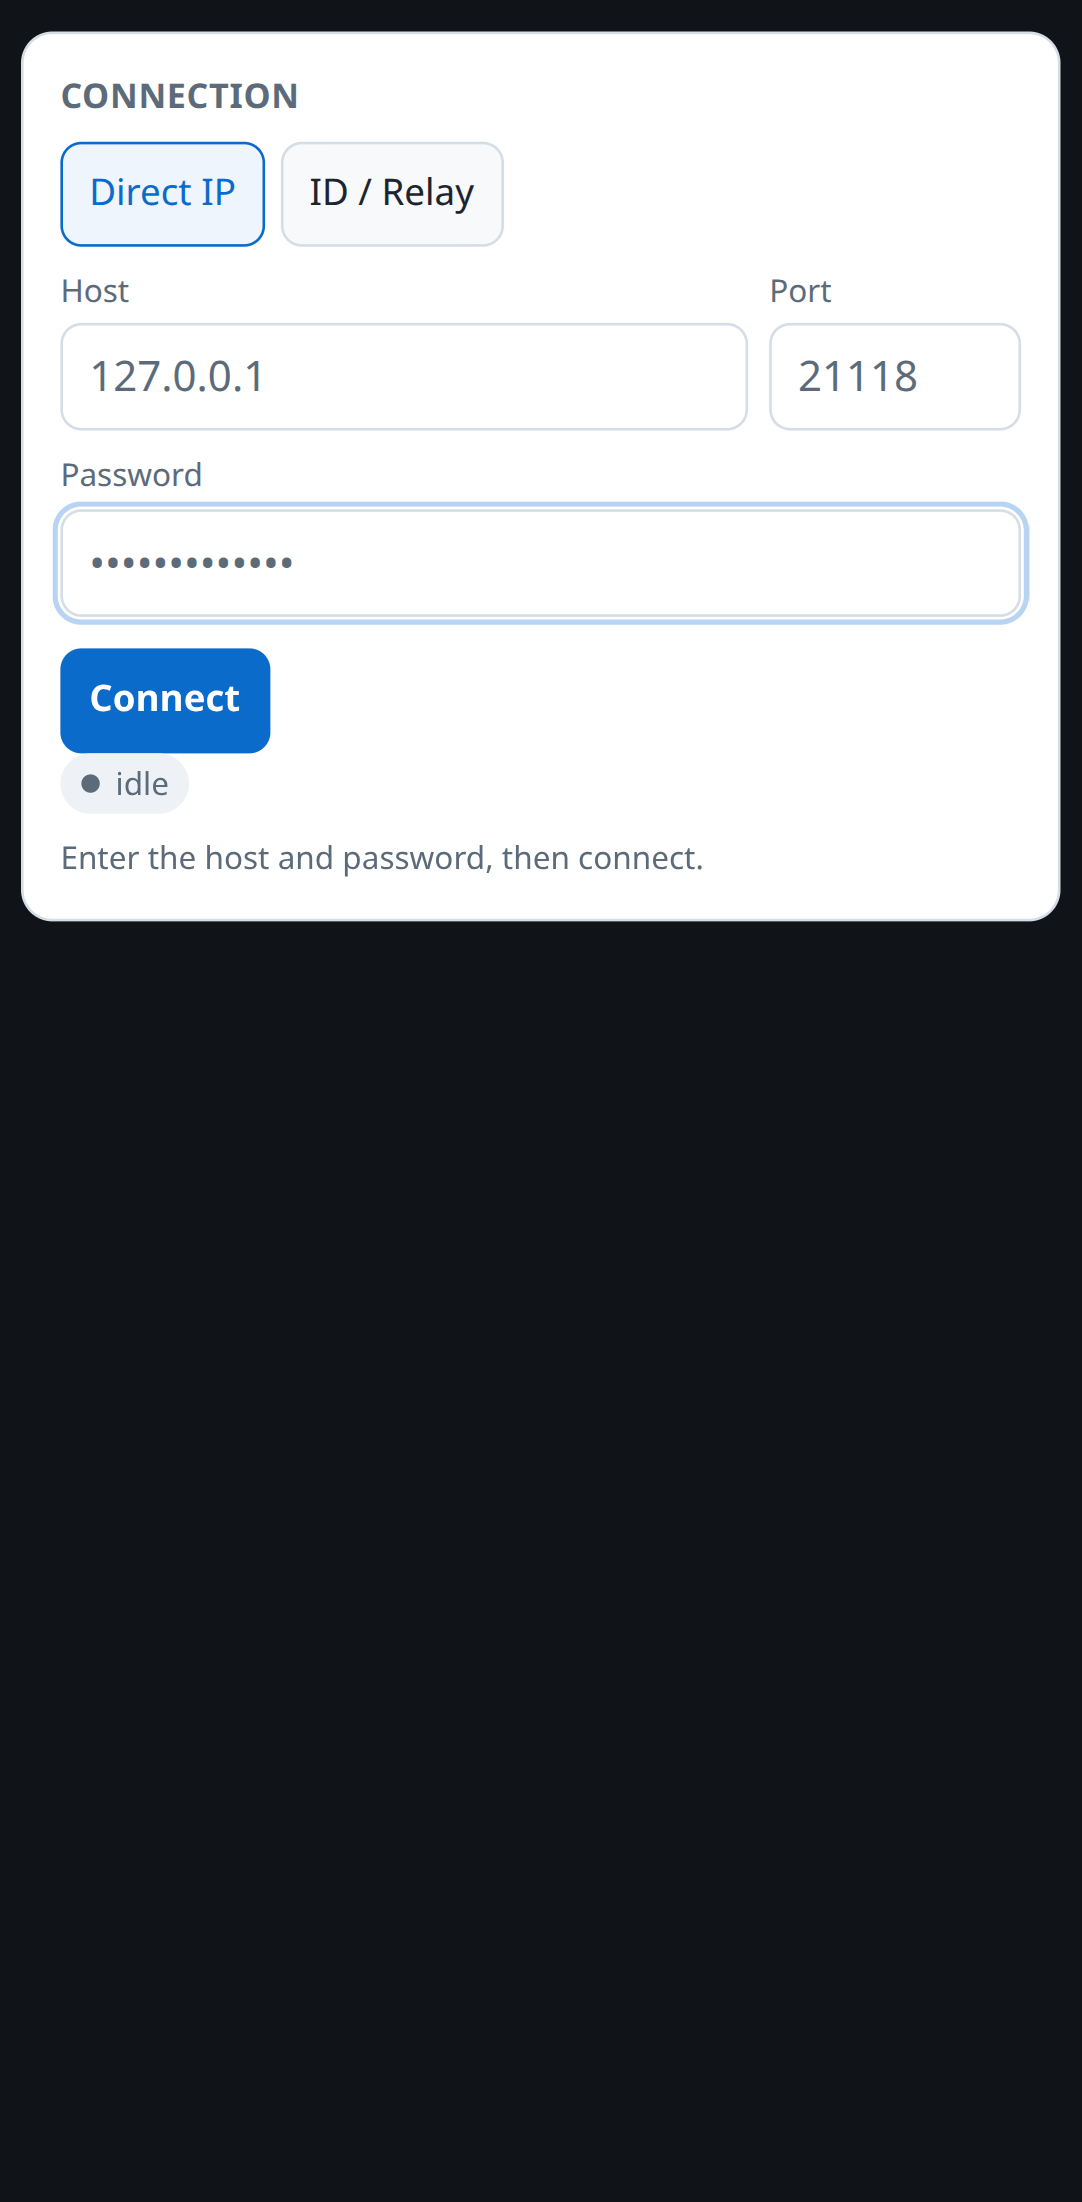 CONNECTION
Direct IP ID / Relay
Host Port
127.0.0.1 21118
Password
•••••••••••••
Connect
idle
Enter the host and password, then connect.